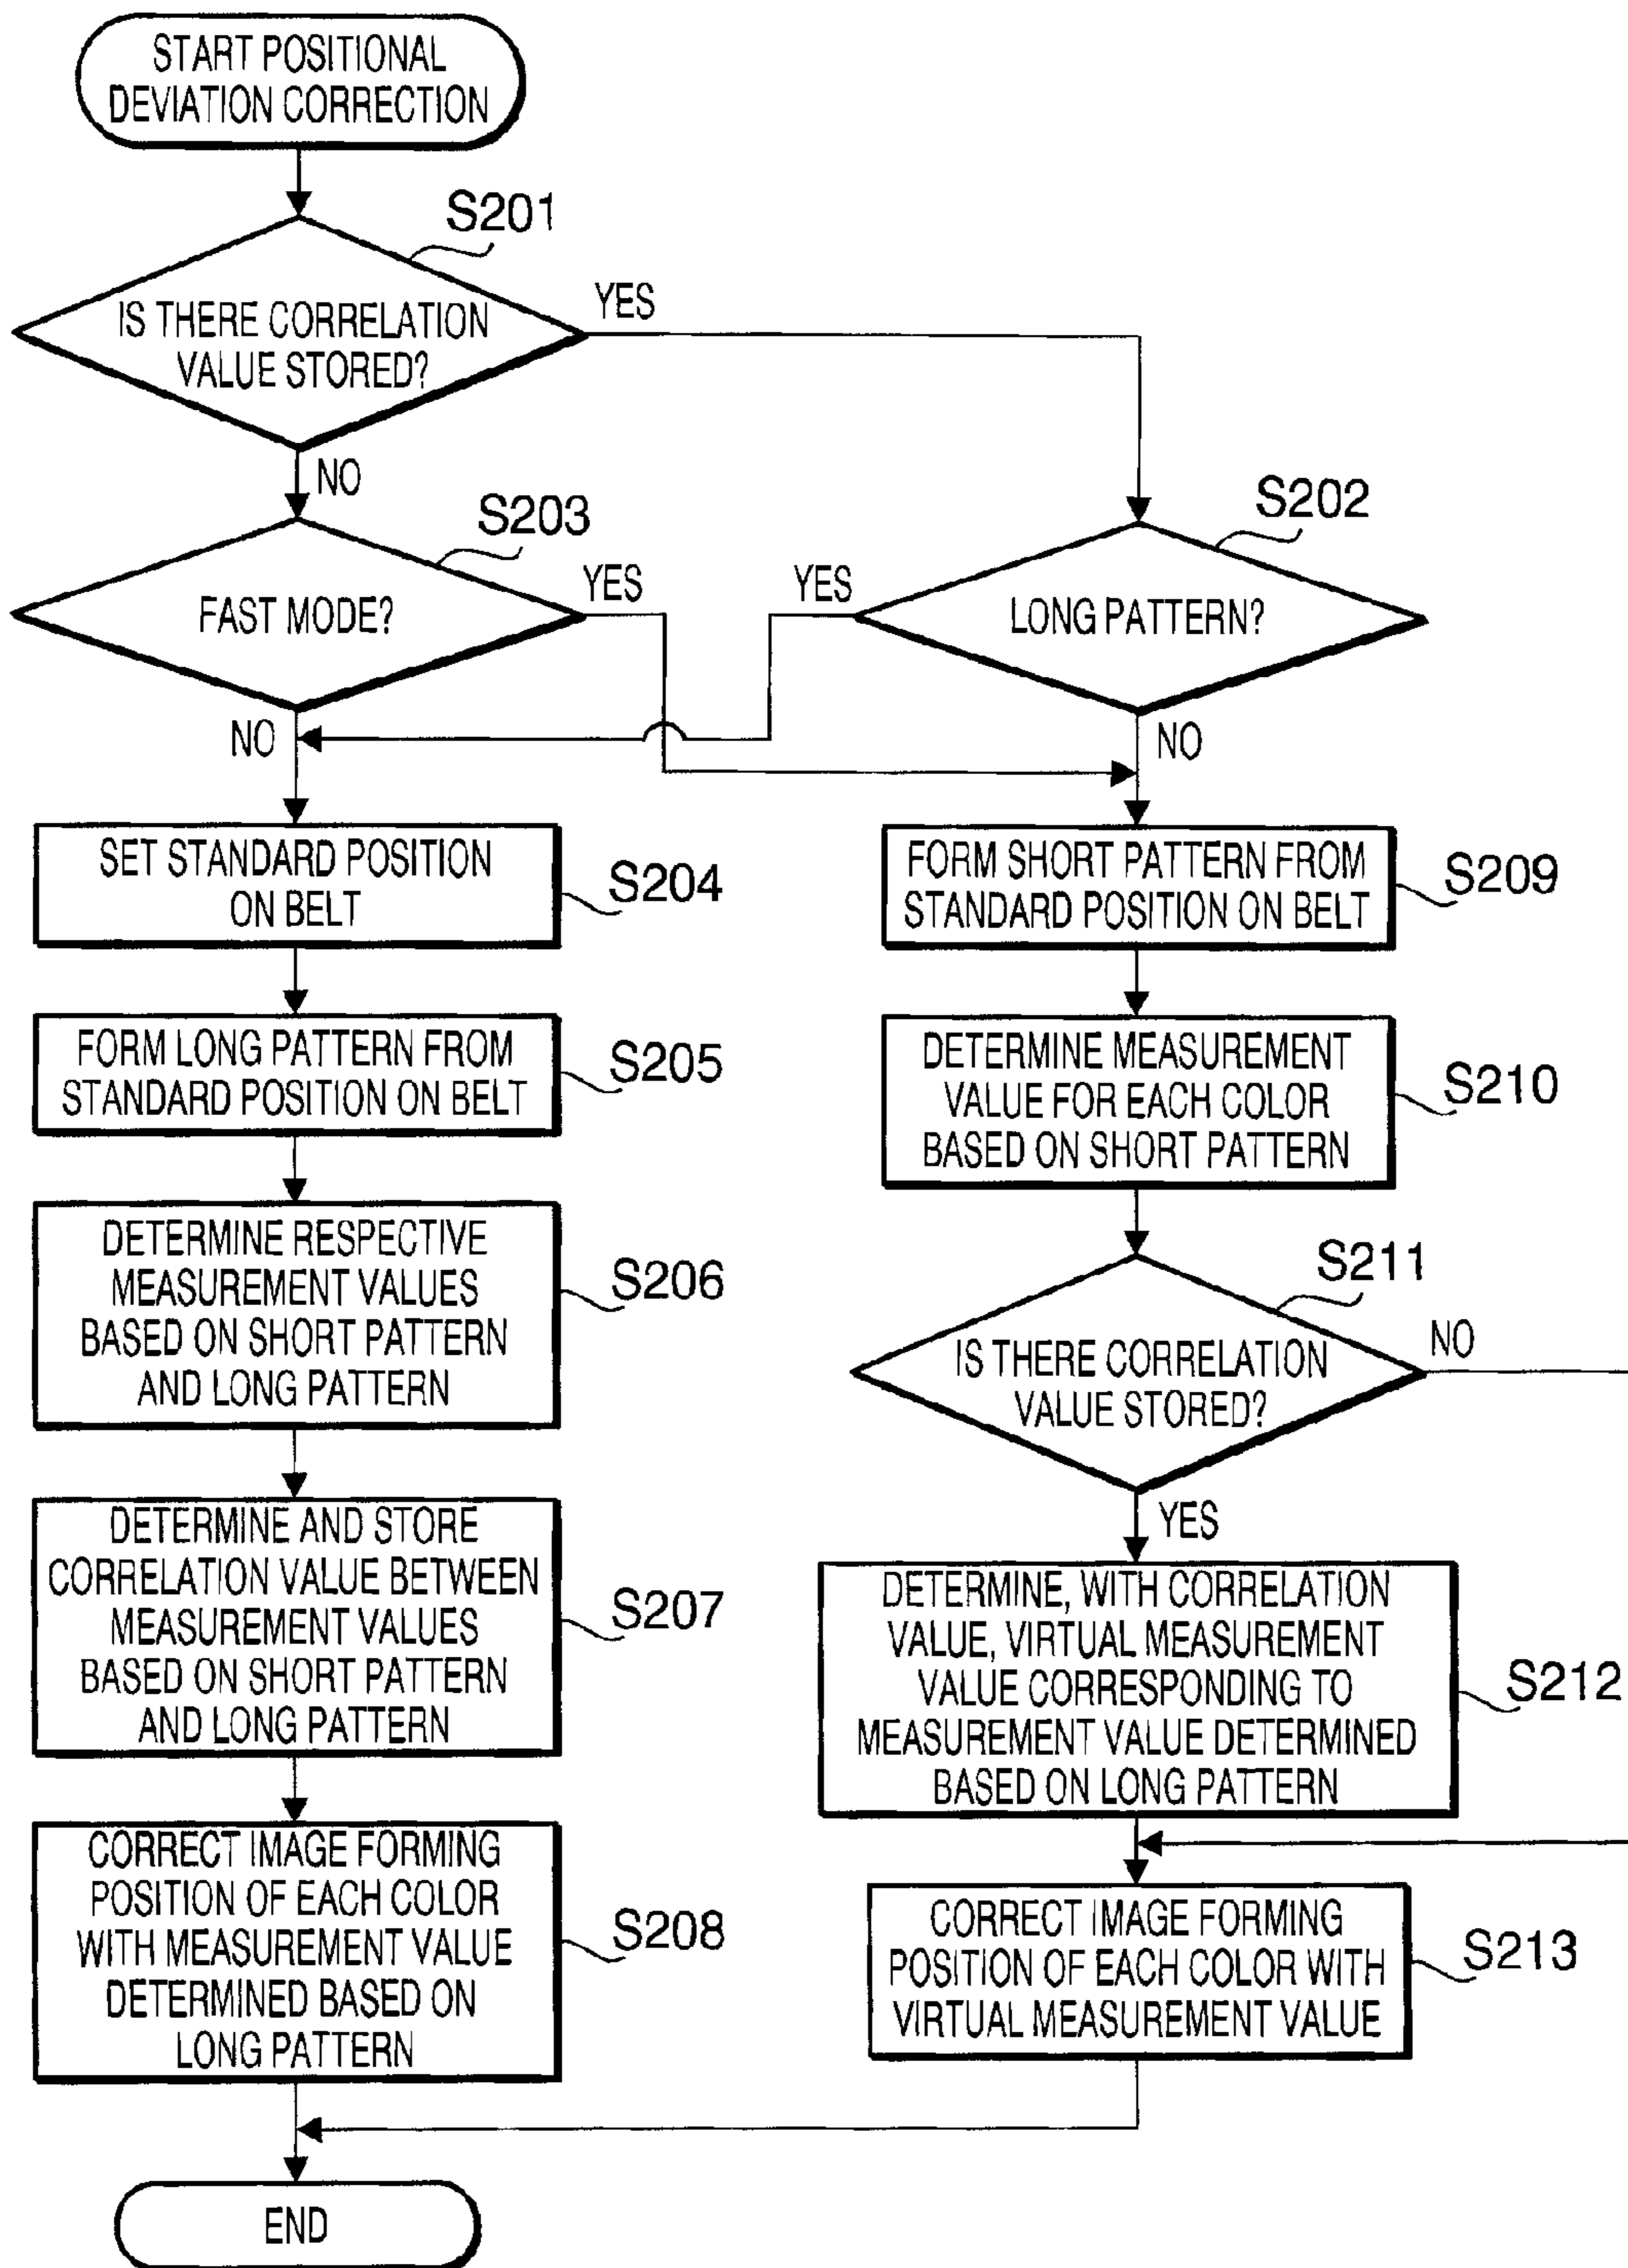 START POSITIONAL
DEVIATION CORRECTION
S201
IS THERE CORRELATION
VALUE STORED?
YES
NO
S203
FAST MODE?
YES
NO
S202
LONG PATTERN?
YES
NO
SET STANDARD POSITION
ON BELT
S204
FORM LONG PATTERN FROM
STANDARD POSITION ON BELT
S205
DETERMINE RESPECTIVE
MEASUREMENT VALUES
BASED ON SHORT PATTERN
AND LONG PATTERN
S206
DETERMINE AND STORE
CORRELATION VALUE BETWEEN
MEASUREMENT VALUES
BASED ON SHORT PATTERN
AND LONG PATTERN
S207
CORRECT IMAGE FORMING
POSITION OF EACH COLOR
WITH MEASUREMENT VALUE
DETERMINED BASED ON
LONG PATTERN
S208
FORM SHORT PATTERN FROM
STANDARD POSITION ON BELT
S209
DETERMINE MEASUREMENT
VALUE FOR EACH COLOR
BASED ON SHORT PATTERN
S210
S211
IS THERE CORRELATION
VALUE STORED?
NO
YES
DETERMINE, WITH CORRELATION
VALUE, VIRTUAL MEASUREMENT
VALUE CORRESPONDING TO
MEASUREMENT VALUE DETERMINED
BASED ON LONG PATTERN
S212
CORRECT IMAGE FORMING
POSITION OF EACH COLOR WITH
VIRTUAL MEASUREMENT VALUE
S213
END